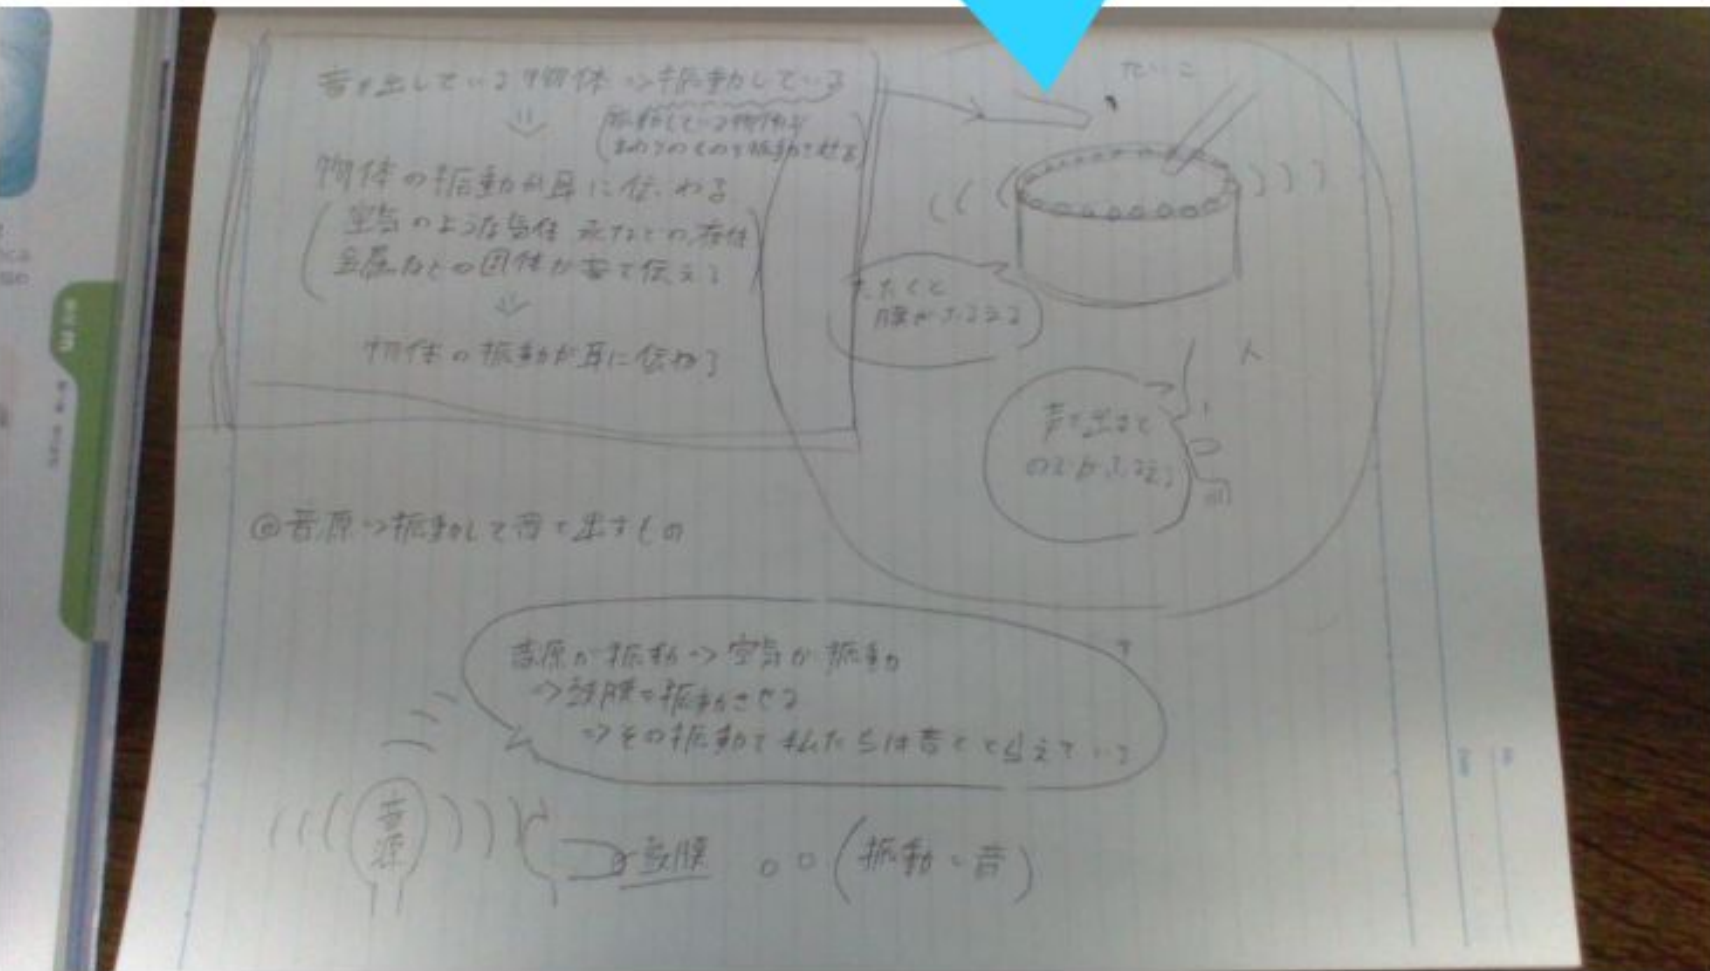 音を出している物体⇒振動している
(振動している物体が
まわりのものを振動させる)
物体の振動が耳に伝わる
(空気のような気体 水などの液体
金属などの固体が音を伝える)
物体の振動が耳に伝わる
たいこ
たたくと
膜がふるえる
人
声を出すと
のどがふるえる
◎音原⇒振動して音を出すもの
音原が振動⇒空気が振動
⇒鼓膜を振動させる
⇒その振動で私たちは音をとらえている
音源
鼓膜
(振動=音)